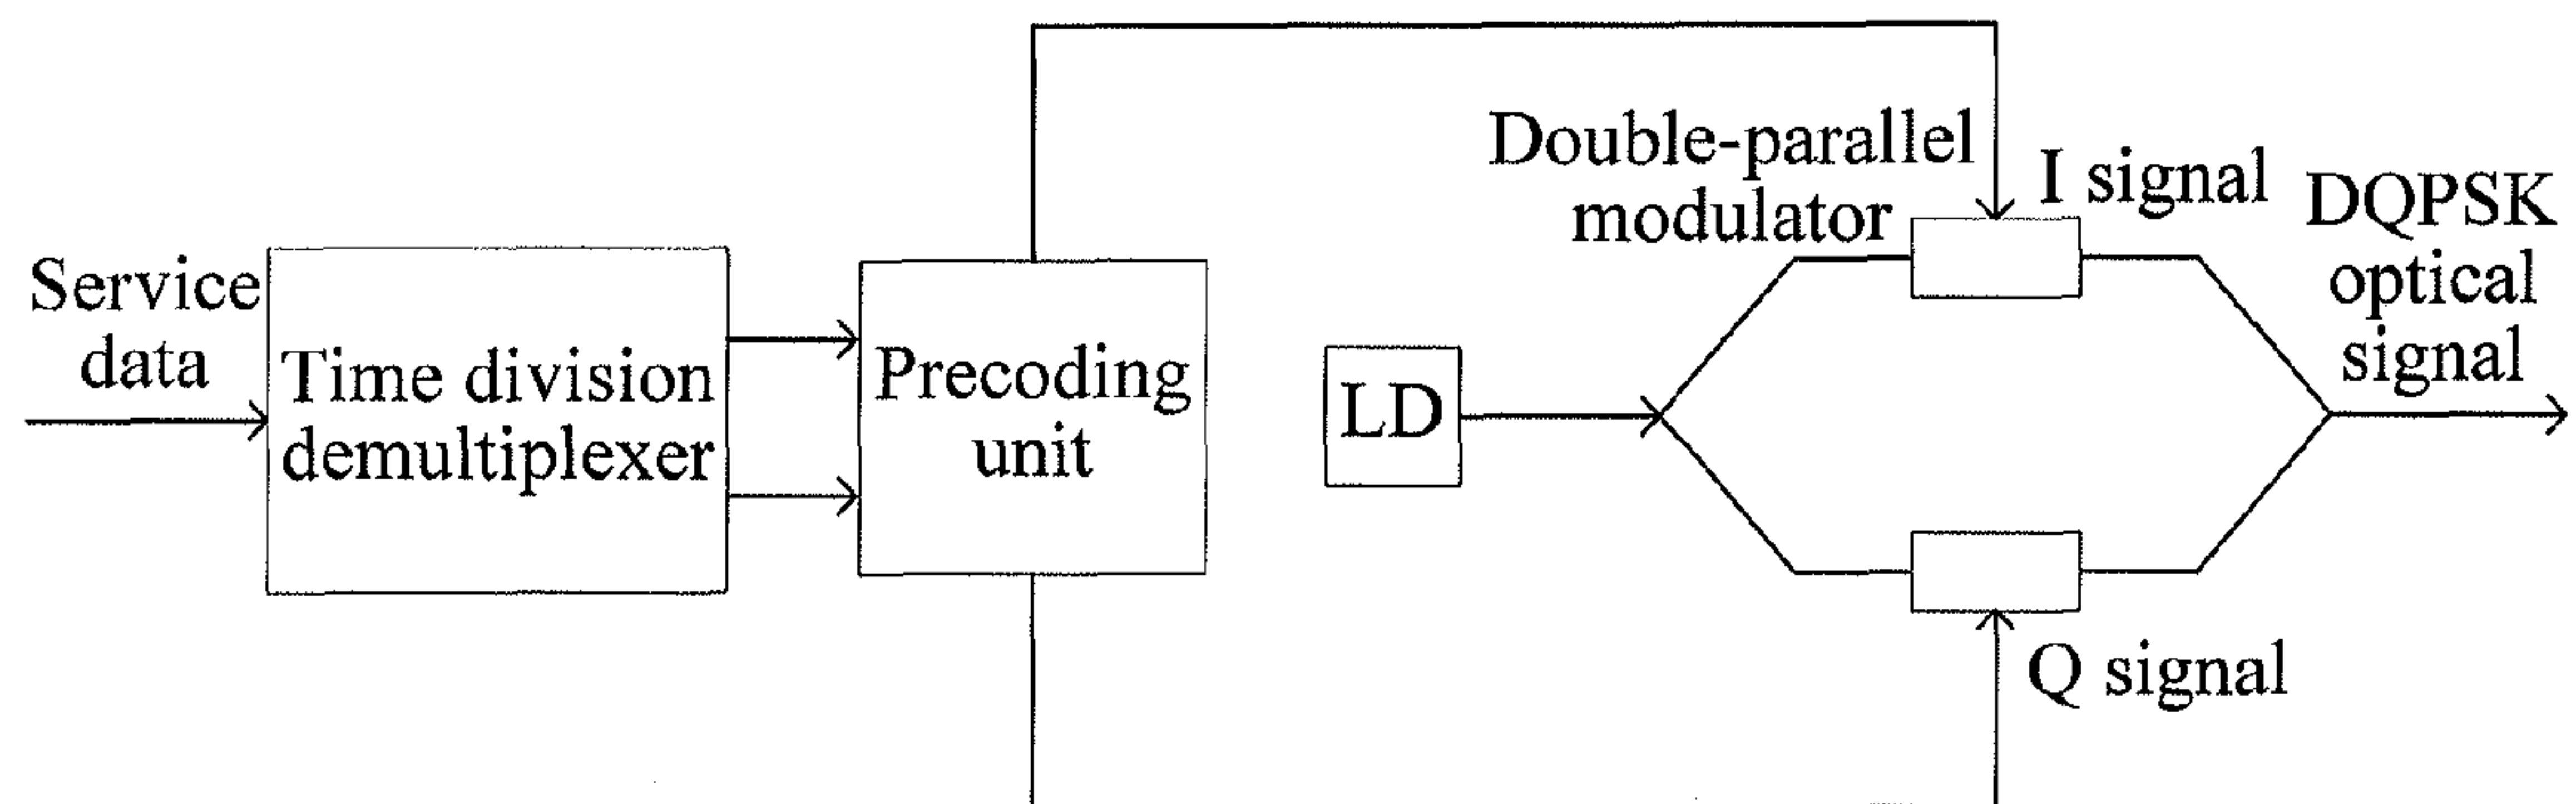 Service
data
Time division
demultiplexer
Precoding
unit
LD
Double-parallel
modulator
I signal
Q signal
DQPSK
optical
signal